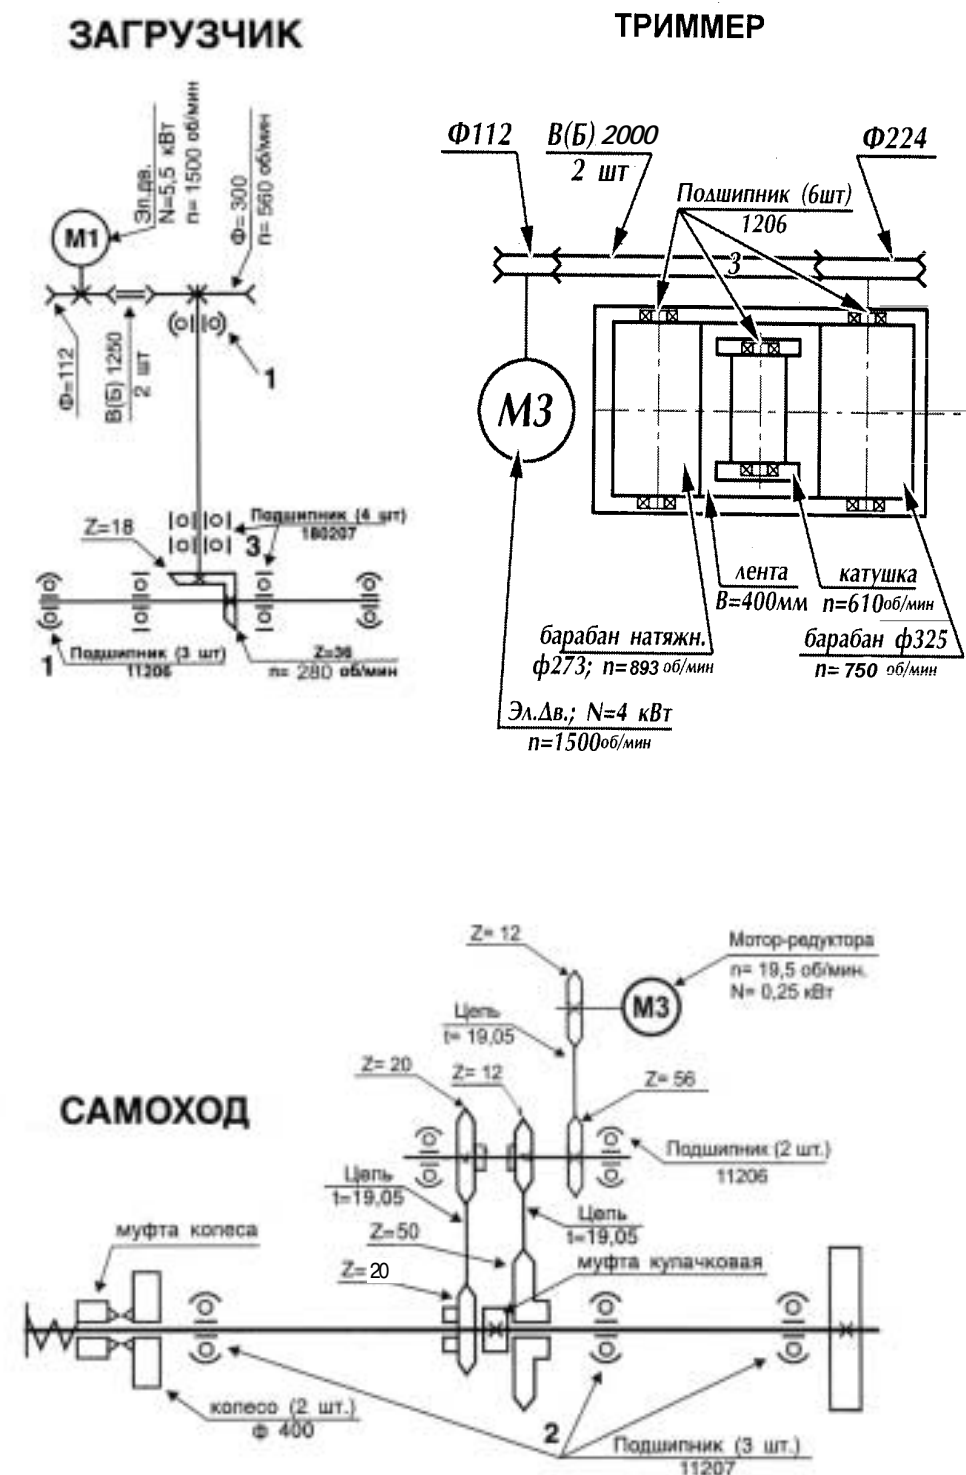 ЗАГРУЗЧИК
Эл.дв.
N=5,5 кВт
n=1500 об/мин
Ф=300
n=560 об/мин
М1
Ф=112
В(Б) 1250
2 шт
1
Z=18
Подшипник (4 шт)
180207
3
1
Подшипник (3 шт)
11206
Z=36
n= 280 об/мин
ТРИММЕР
Ф112
В(Б) 2000
2 шт
Ф224
Подшипник (6шт)
1206
3
М3
лента
В=400мм
катушка
n=610об/мин
барабан натяжн.
ф273; n=893 об/мин
барабан ф325
n=750 об/мин
Эл.Дв.; N=4 кВт
n=1500об/мин
САМОХОД
Z= 12
Мотор-редуктора
n= 19,5 об/мин.
N= 0,25 кВт
М3
Цепь
t= 19,05
Z= 20
Z= 12
Z= 56
Подшипник (2 шт.)
11206
Цепь
t=19,05
Цепь
t=19,05
муфта колеса
Z=50
Z= 20
муфта кулачковая
колесо (2 шт.)
ф 400
2
Подшипник (3 шт.)
11207